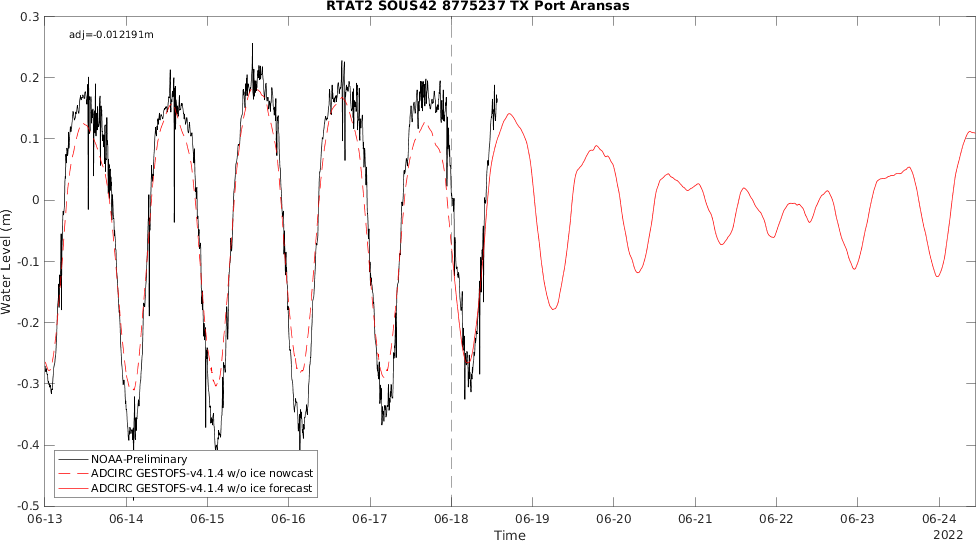 RTAT2 SOUS42 8775237 TX Port Aransas
adj=-0.012191m
0.3
0.2
0.1
0
-0.1
-0.2
-0.3
-0.4
-0.5
Water Level (m)
NOAA-Preliminary
ADCIRC GESTOFS-v4.1.4 w/o ice nowcast
ADCIRC GESTOFS-v4.1.4 w/o ice forecast
06-13 06-14 06-15 06-16 06-17 06-18 06-19 06-20 06-21 06-22 06-23 06-24
Time
2022